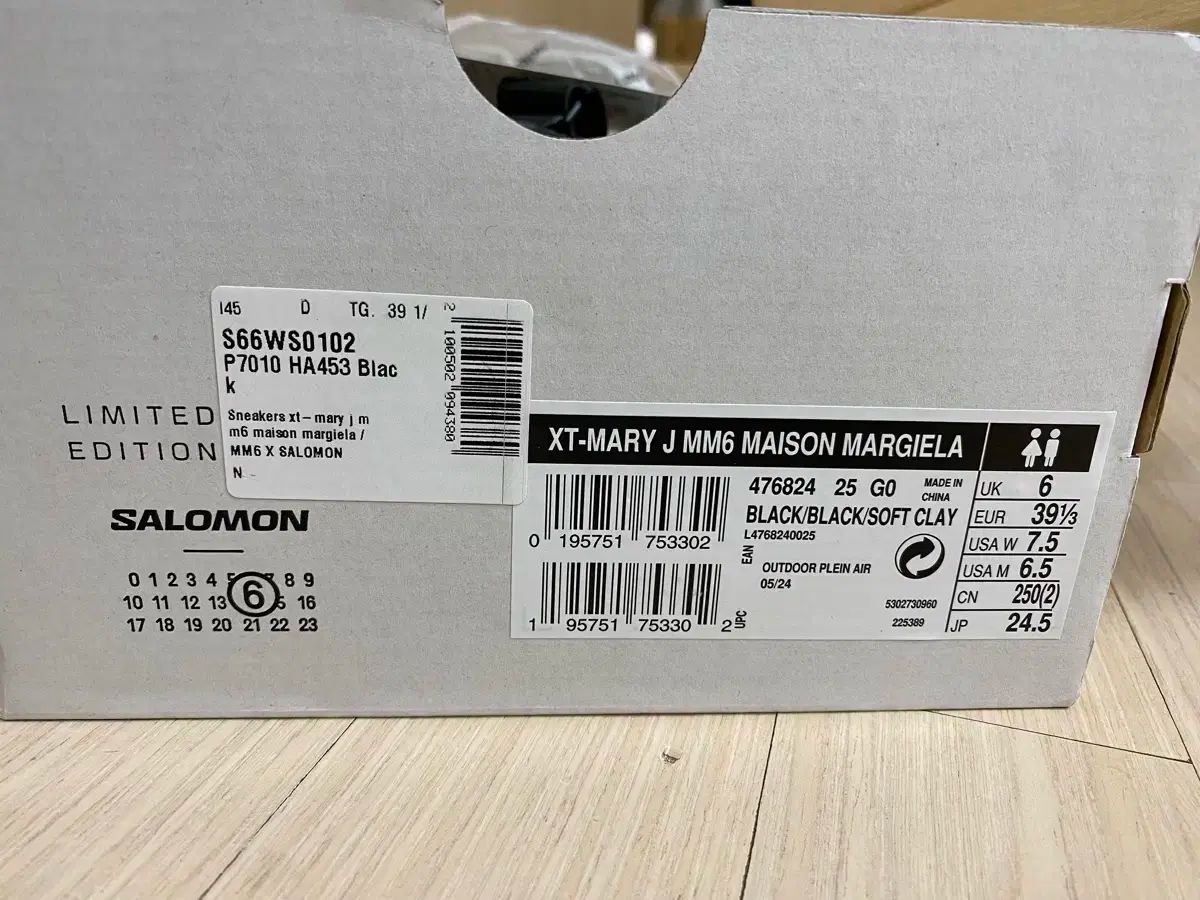 I45 D TG. 39 1/
S66WS0102
P7010 HA453 Blac
k
Sneakers xt-mary j m
m6 maison margiela /
MM6 X SALOMON
N
2 100502 094380
LIMITED
EDITION
SALOMON
0 1 2 3 4 8 9
10 11 12 13 6 16
17 18 19 20 21 22 23
XT-MARY J MM6 MAISON MARGIELA
0 195751 753302
EAN
1 95751 75330 2
UPC
476824 25 G0 MADE IN CHINA
BLACK/BLACK/SOFT CLAY
L4768240025
OUTDOOR PLEIN AIR
05/24
5302730960
225389
UK 6
EUR 39⅓
USA W 7.5
USA M 6.5
CN 250(2)
JP 24.5